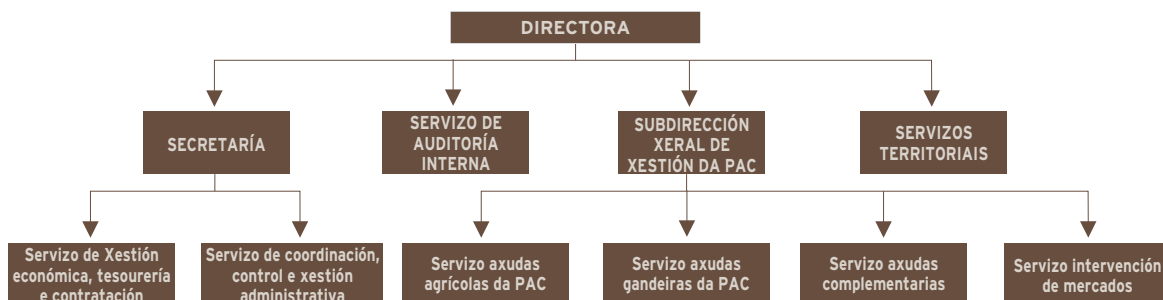 DIRECTORA
SECRETARÍA
SERVIZO DE
AUDITORÍA
INTERNA
SUBDIRECCIÓN
XERAL DE
XESTIÓN DA PAC
SERVIZOS
TERRITORIAIS
Servizo de Xestión
económica, tesourería
e contratación
Servizo de coordinación,
control e xestión
administrativa
Servizo axudas
agrícolas da PAC
Servizo axudas
gandeiras da PAC
Servizo axudas
complementarias
Servizo intervención
de mercados